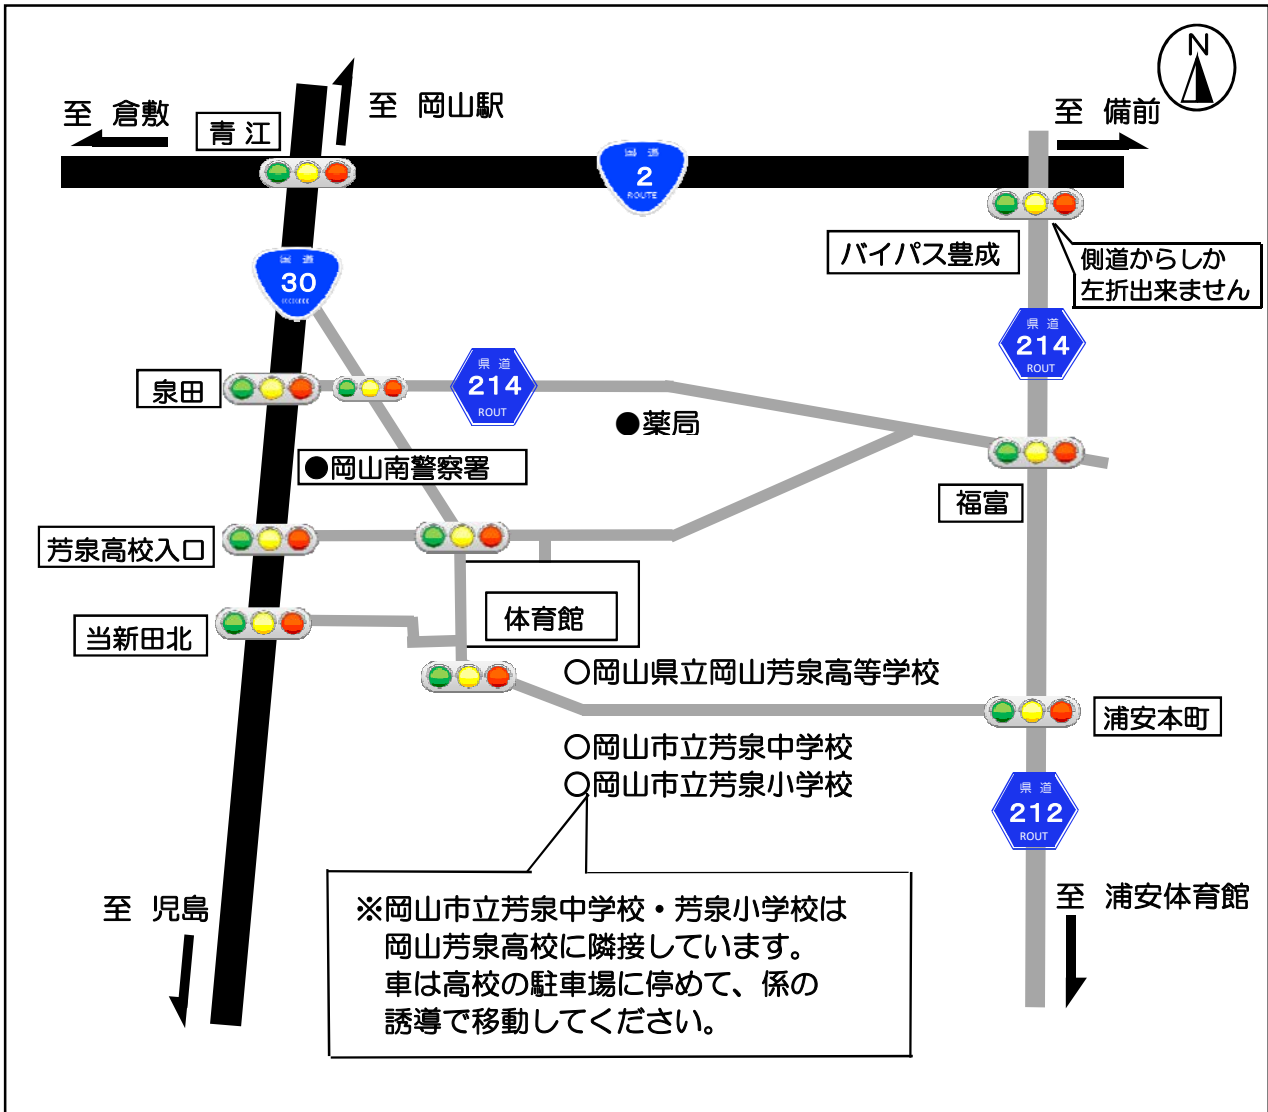 N
至 倉敷
至 岡山駅
至 備前
青 江
国 道
2
ROUTE
バイパス豊成
側道からしか
左折出来ません
国 道
30
県 道
214
ROUT
県 道
214
ROUT
泉田
●薬局
●岡山南警察署
福富
芳泉高校入口
体育館
当新田北
○岡山県立岡山芳泉高等学校
浦安本町
○岡山市立芳泉中学校
○岡山市立芳泉小学校
県 道
212
ROUT
至 児島
至 浦安体育館
※岡山市立芳泉中学校・芳泉小学校は
岡山芳泉高校に隣接しています。
車は高校の駐車場に停めて、係の
誘導で移動してください。